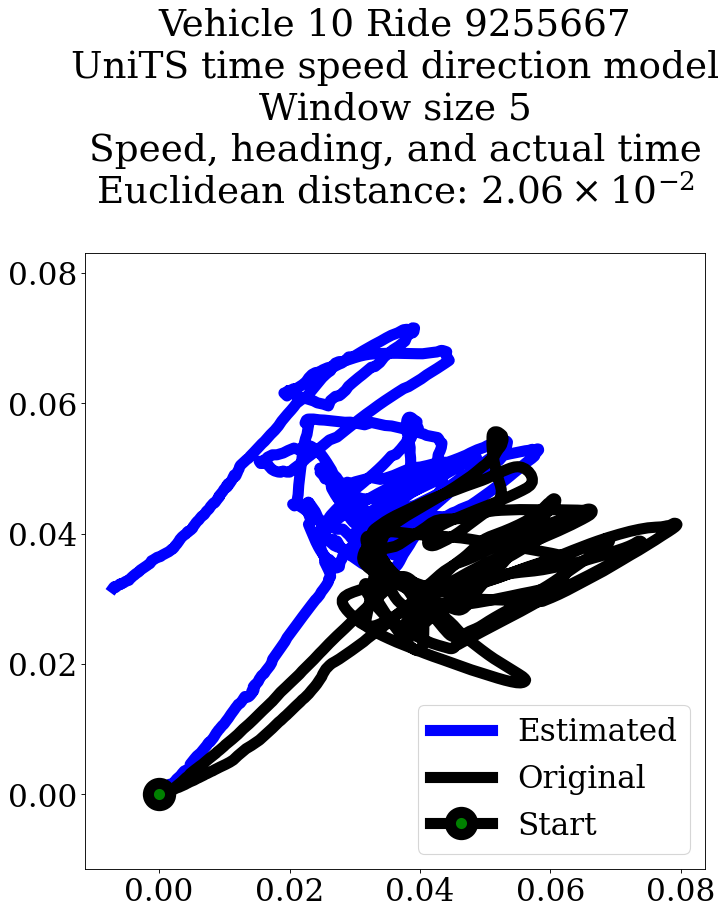 Vehicle 10 Ride 9255667
UniTS time speed direction model
Window size 5
Speed, heading, and actual time
Euclidean distance: 2.06 × 10⁻²
0.08
0.06
0.04
0.02
0.00
Estimated
Original
Start
0.00 0.02 0.04 0.06 0.08